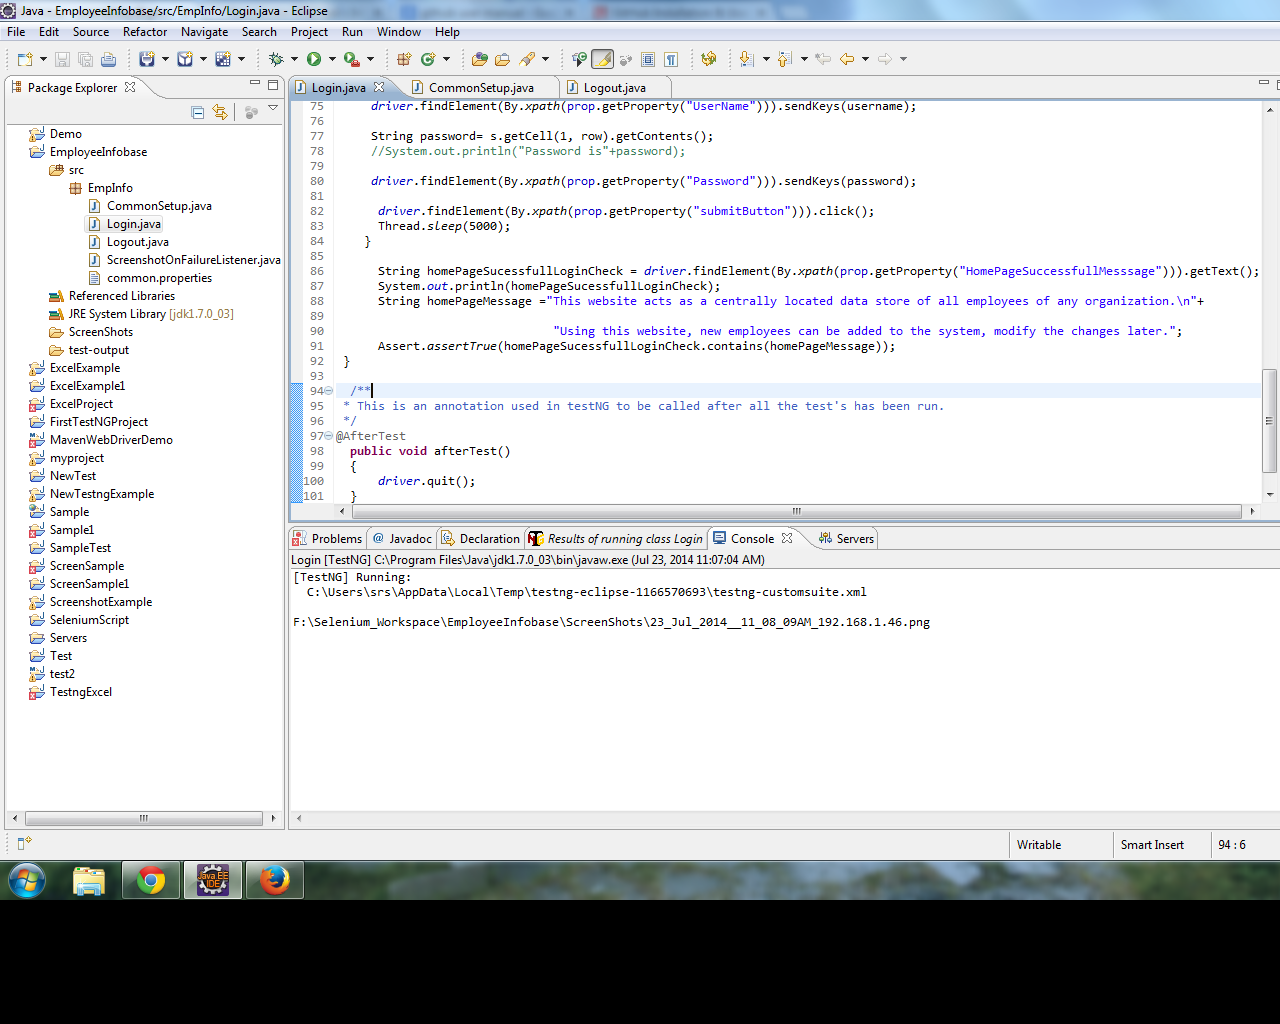 Java - EmployeeInfobase/src/EmpInfo/Login.java - Eclipse
File Edit Source Refactor Navigate Search Project Run Window Help
Package Explorer
Demo
EmployeeInfobase
src
EmpInfo
CommonSetup.java
Login.java
Logout.java
ScreenshotOnFailureListener.java
common.properties
Referenced Libraries
JRE System Library [jdk1.7.0_03]
ScreenShots
test-output
ExcelExample
ExcelExample1
ExcelProject
FirstTestNGProject
MavenWebDriverDemo
myproject
NewTest
NewTestngExample
Sample
Sample1
SampleTest
ScreenSample
ScreenSample1
ScreenshotExample
SeleniumScript
Servers
Test
test2
TestngExcel
Login.java CommonSetup.java Logout.java
75 driver.findElement(By.xpath(prop.getProperty("UserName"))).sendKeys(username);
76
77 String password= s.getCell(1, row).getContents();
78 //System.out.println("Password is"+password);
79
80 driver.findElement(By.xpath(prop.getProperty("Password"))).sendKeys(password);
81
82 driver.findElement(By.xpath(prop.getProperty("submitButton"))).click();
83 Thread.sleep(5000);
84 }
85
86 String homePageSucessfullLoginCheck = driver.findElement(By.xpath(prop.getProperty("HomePageSuccessfullMesssage"))).getText();
87 System.out.println(homePageSucessfullLoginCheck);
88 String homePageMessage ="This website acts as a centrally located data store of all employees of any organization.\n"+
89
90 "Using this website, new employees can be added to the system, modify the changes later.";
91 Assert.assertTrue(homePageSucessfullLoginCheck.contains(homePageMessage));
92 }
93
94 /**
95 * This is an annotation used in testNG to be called after all the test's has been run.
96 */
97 @AfterTest
98 public void afterTest()
99 {
100 driver.quit();
101 }
Problems Javadoc Declaration Results of running class Login Console Servers
Login [TestNG] C:\Program Files\Java\jdk1.7.0_03\bin\javaw.exe (Jul 23, 2014 11:07:04 AM)
[TestNG] Running:
C:\Users\srs\AppData\Local\Temp\testng-eclipse-1166570693\testng-customsuite.xml
F:\Selenium_Workspace\EmployeeInfobase\ScreenShots\23_Jul_2014__11_08_09AM_192.168.1.46.png
Writable Smart Insert 94 : 6
Java EE
IDE